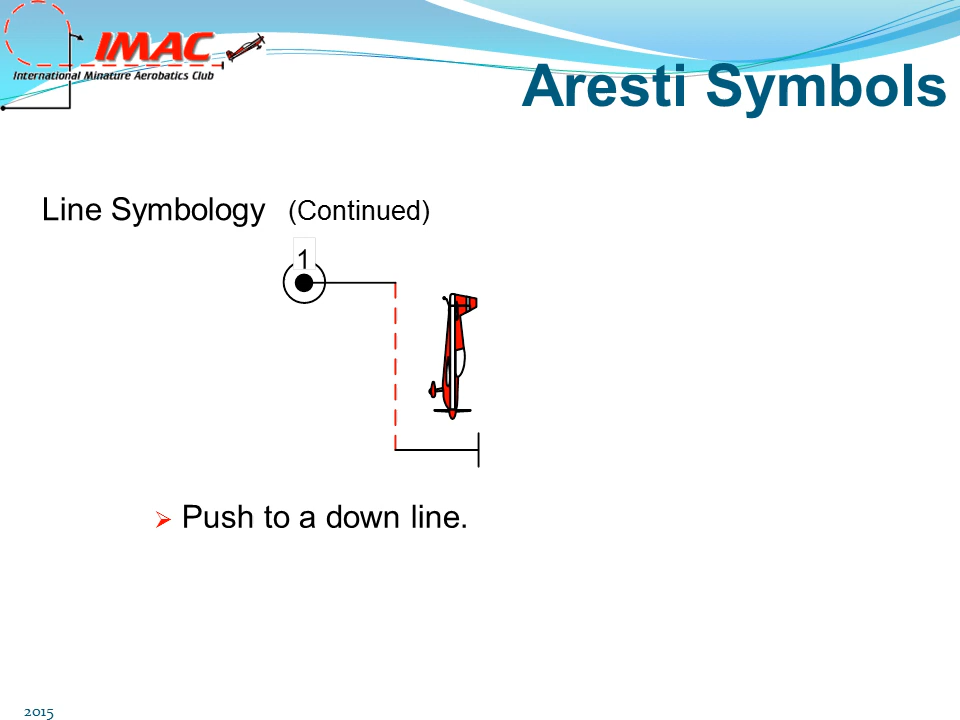 IMAC
International Minature Aerobatics Club
Aresti Symbols
Line Symbology (Continued)
1
Push to a down line.
2015